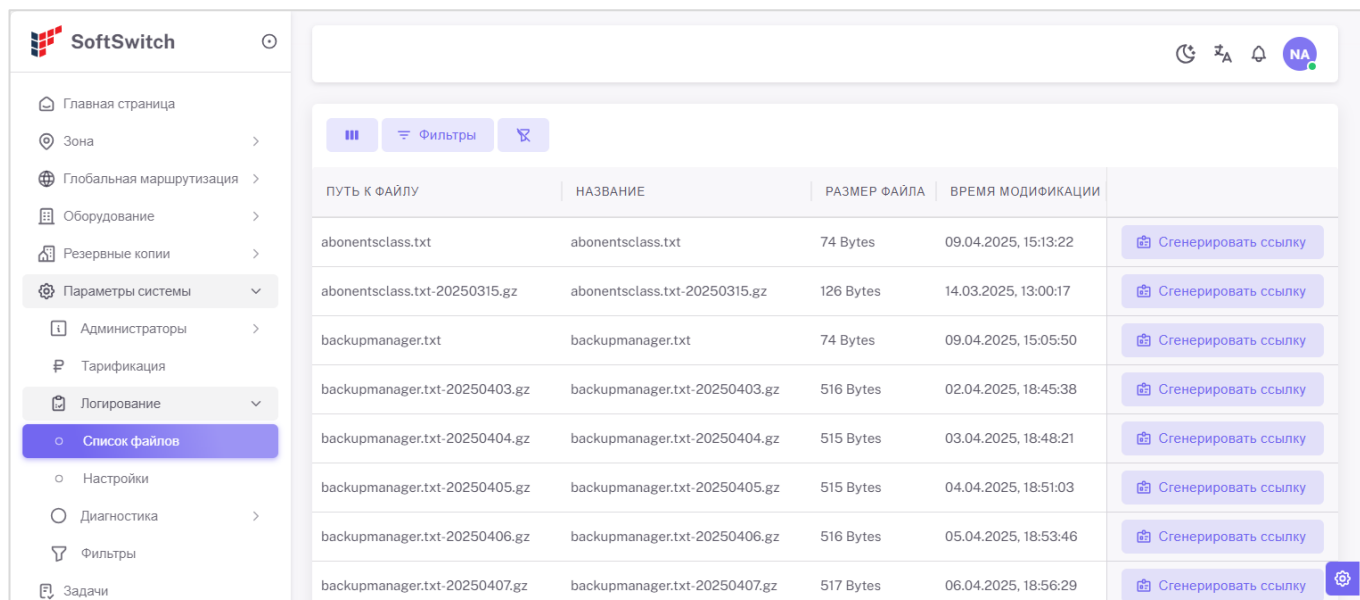 SoftSwitch
NA
Главная страница
Зона
Глобальная маршрутизация
Оборудование
Резервные копии
Параметры системы
Администраторы
Тарификация
Логирование
Список файлов
Настройки
Диагностика
Фильтры
Задачи
Фильтры
ПУТЬ К ФАЙЛУ НАЗВАНИЕ РАЗМЕР ФАЙЛА ВРЕМЯ МОДИФИКАЦИИ
abonentsclass.txt abonentsclass.txt 74 Bytes 09.04.2025, 15:13:22 Сгенерировать ссылку
abonentsclass.txt-20250315.gz abonentsclass.txt-20250315.gz 126 Bytes 14.03.2025, 13:00:17 Сгенерировать ссылку
backupmanager.txt backupmanager.txt 74 Bytes 09.04.2025, 15:05:50 Сгенерировать ссылку
backupmanager.txt-20250403.gz backupmanager.txt-20250403.gz 516 Bytes 02.04.2025, 18:45:38 Сгенерировать ссылку
backupmanager.txt-20250404.gz backupmanager.txt-20250404.gz 515 Bytes 03.04.2025, 18:48:21 Сгенерировать ссылку
backupmanager.txt-20250405.gz backupmanager.txt-20250405.gz 515 Bytes 04.04.2025, 18:51:03 Сгенерировать ссылку
backupmanager.txt-20250406.gz backupmanager.txt-20250406.gz 516 Bytes 05.04.2025, 18:53:46 Сгенерировать ссылку
backupmanager.txt-20250407.gz backupmanager.txt-20250407.gz 517 Bytes 06.04.2025, 18:56:29 Сгенерировать ссылку